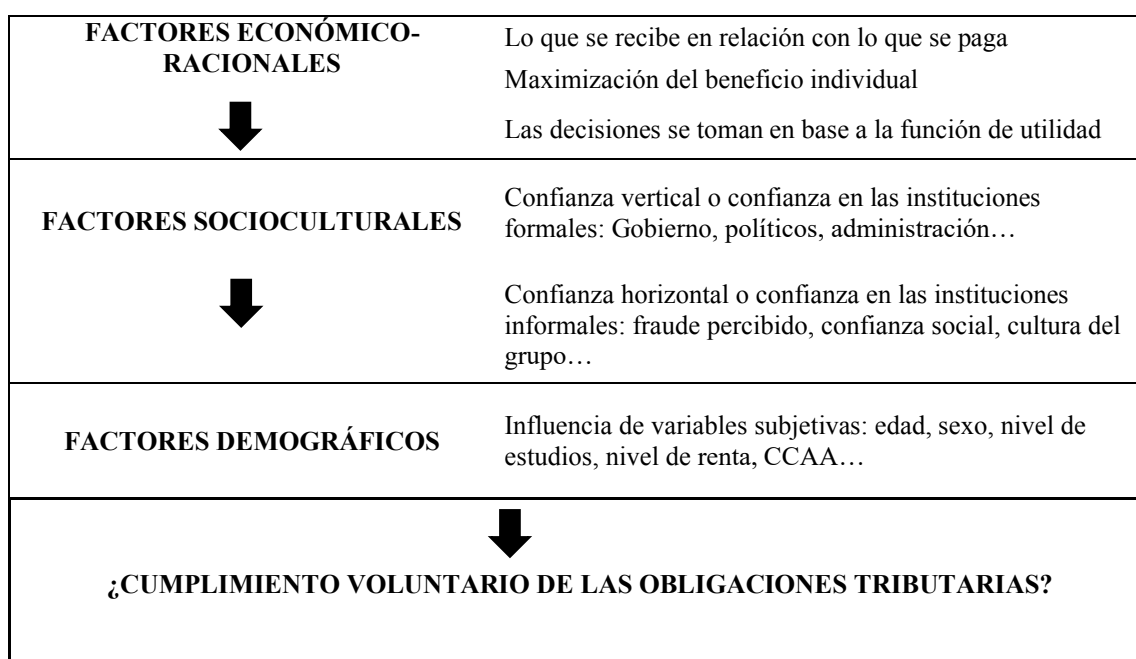 FACTORES ECONÓMICO-
RACIONALES
Lo que se recibe en relación con lo que se paga
Maximización del beneficio individual
Las decisiones se toman en base a la función de utilidad
FACTORES SOCIOCULTURALES
Confianza vertical o confianza en las instituciones
formales: Gobierno, políticos, administración…
Confianza horizontal o confianza en las instituciones
informales: fraude percibido, confianza social, cultura del
grupo…
FACTORES DEMOGRÁFICOS
Influencia de variables subjetivas: edad, sexo, nivel de
estudios, nivel de renta, CCAA…
¿CUMPLIMIENTO VOLUNTARIO DE LAS OBLIGACIONES TRIBUTARIAS?